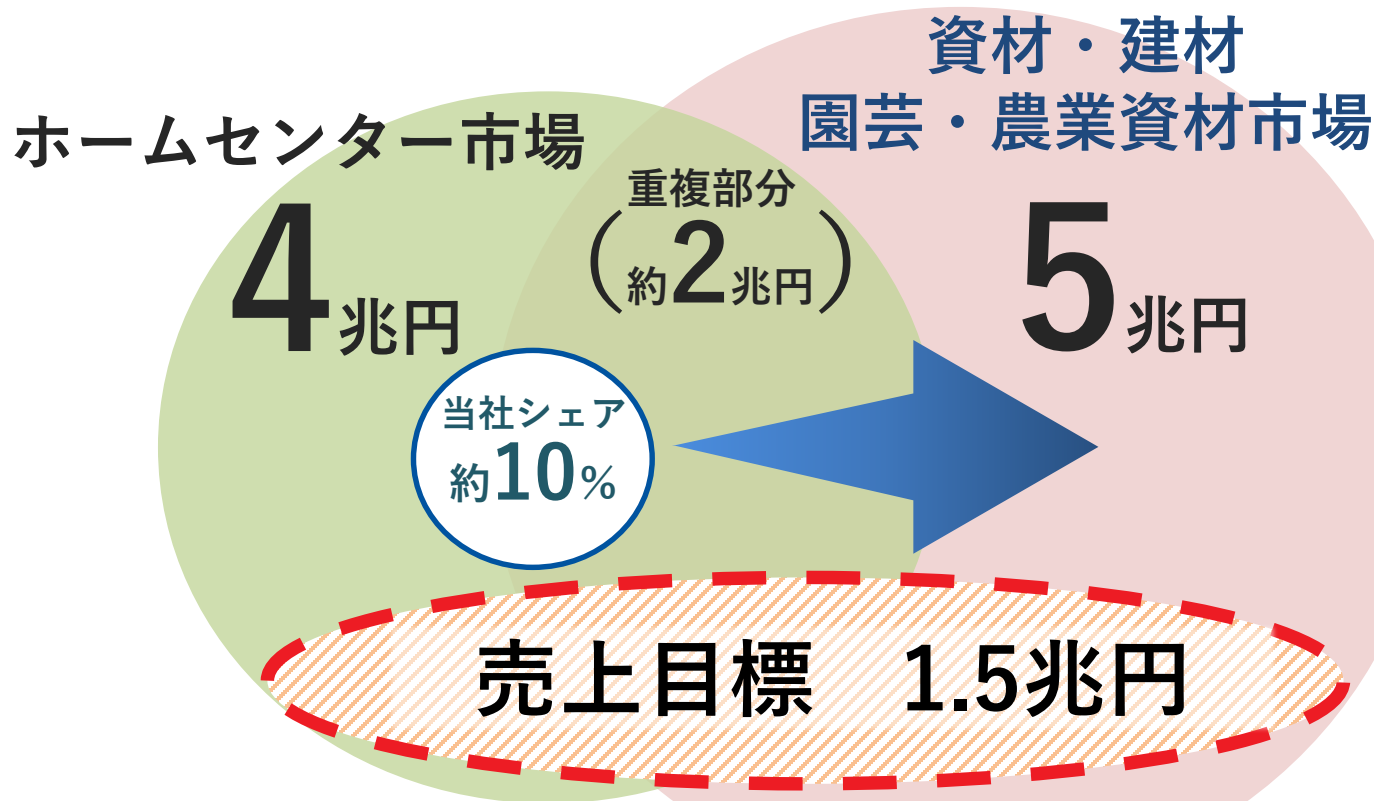 資材・建材
園芸・農業資材市場
ホームセンター市場
重複部分
(約2兆円)
4兆円
5兆円
当社シェア
約10%
売上目標　1.5兆円